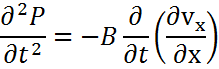 ∂²P/∂t² = −B ∂/∂t (∂vₓ/∂x)